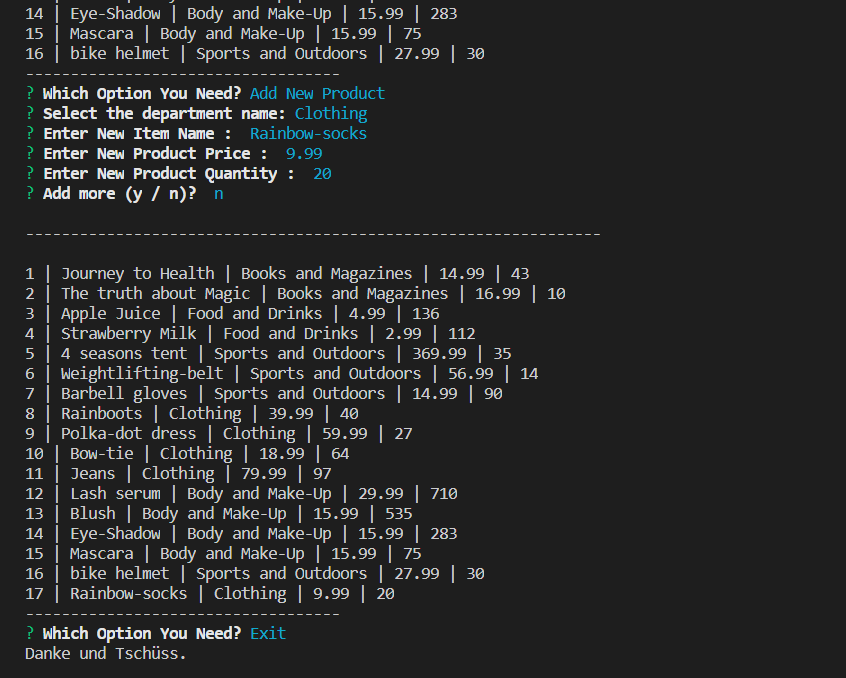 14 | Eye-Shadow | Body and Make-Up | 15.99 | 283
15 | Mascara | Body and Make-Up | 15.99 | 75
16 | bike helmet | Sports and Outdoors | 27.99 | 30
-----------------------------------
? Which Option You Need? Add New Product
? Select the department name: Clothing
? Enter New Item Name :  Rainbow-socks
? Enter New Product Price :  9.99
? Enter New Product Quantity :  20
? Add more (y / n)?  n
----------------------------------------------------------------
1 | Journey to Health | Books and Magazines | 14.99 | 43
2 | The truth about Magic | Books and Magazines | 16.99 | 10
3 | Apple Juice | Food and Drinks | 4.99 | 136
4 | Strawberry Milk | Food and Drinks | 2.99 | 112
5 | 4 seasons tent | Sports and Outdoors | 369.99 | 35
6 | Weightlifting-belt | Sports and Outdoors | 56.99 | 14
7 | Barbell gloves | Sports and Outdoors | 14.99 | 90
8 | Rainboots | Clothing | 39.99 | 40
9 | Polka-dot dress | Clothing | 59.99 | 27
10 | Bow-tie | Clothing | 18.99 | 64
11 | Jeans | Clothing | 79.99 | 97
12 | Lash serum | Body and Make-Up | 29.99 | 710
13 | Blush | Body and Make-Up | 15.99 | 535
14 | Eye-Shadow | Body and Make-Up | 15.99 | 283
15 | Mascara | Body and Make-Up | 15.99 | 75
16 | bike helmet | Sports and Outdoors | 27.99 | 30
17 | Rainbow-socks | Clothing | 9.99 | 20
-----------------------------------
? Which Option You Need? Exit
Danke und Tschüss.